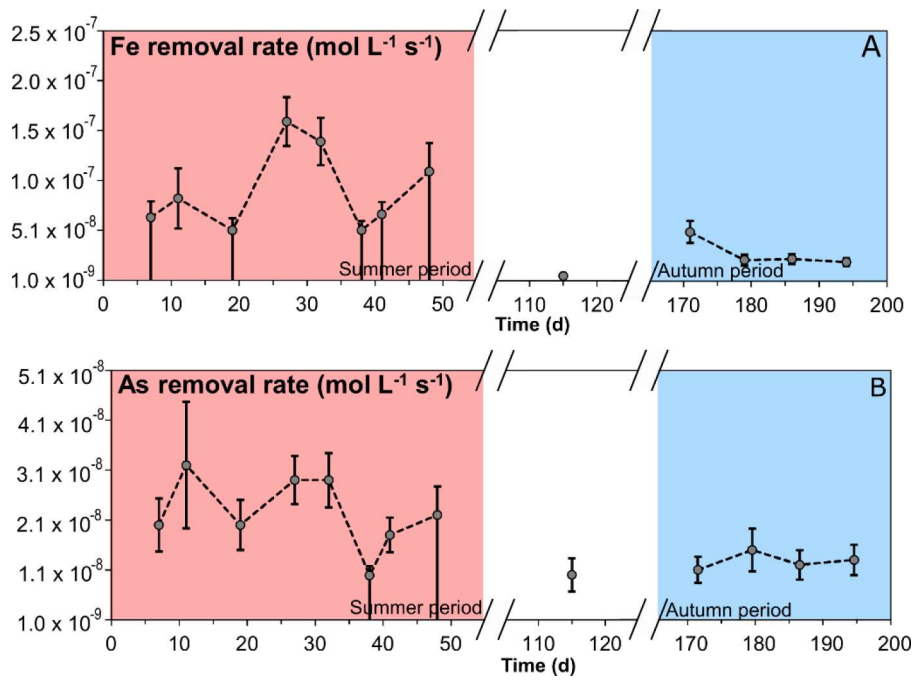 Fe removal rate (mol L⁻¹ s⁻¹)
A
2.5 x 10⁻⁷
2.0 x 10⁻⁷
1.5 x 10⁻⁷
1.0 x 10⁻⁷
5.1 x 10⁻⁸
1.0 x 10⁻⁹
Summer period
Autumn period
0 10 20 30 40 50 110 120 170 180 190 200
Time (d)
As removal rate (mol L⁻¹ s⁻¹)
B
5.1 x 10⁻⁸
4.1 x 10⁻⁸
3.1 x 10⁻⁸
2.1 x 10⁻⁸
1.1 x 10⁻⁸
1.0 x 10⁻⁹
Summer period
Autumn period
0 10 20 30 40 50 110 120 170 180 190 200
Time (d)